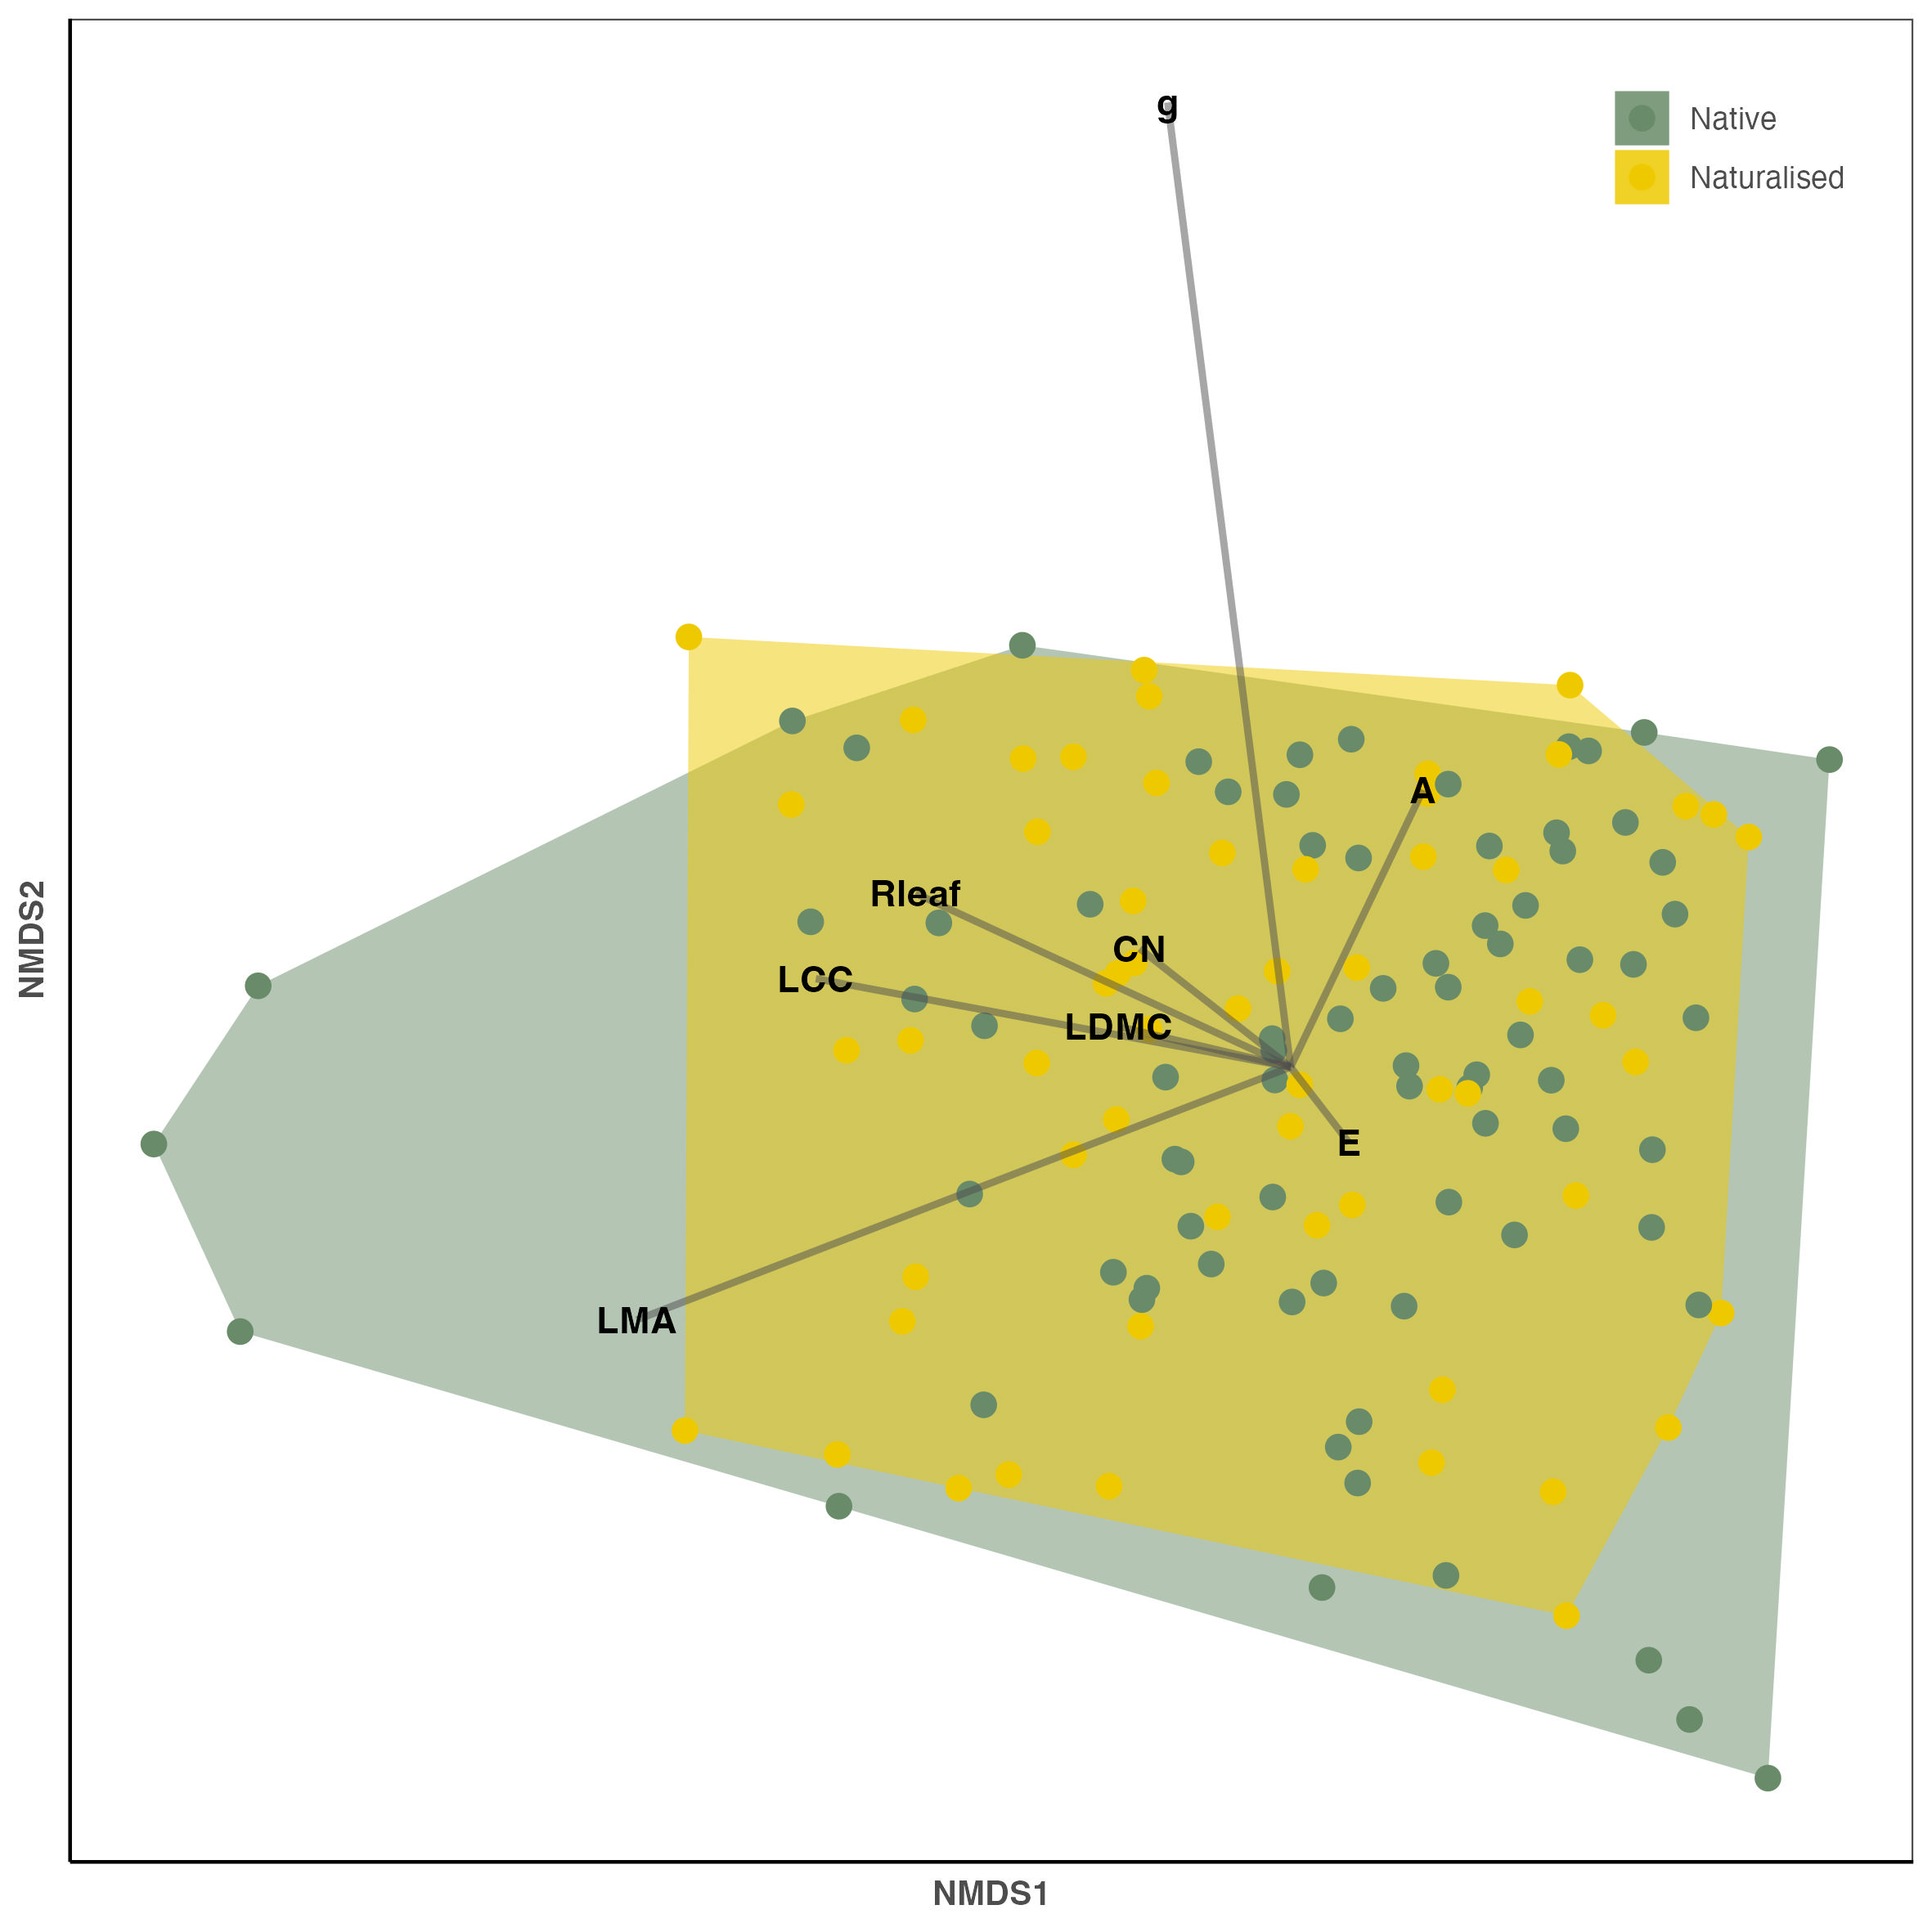 g
Native
Naturalised
A
Rleaf
CN
LCC
LDMC
E
LMA
NMDS2
NMDS1